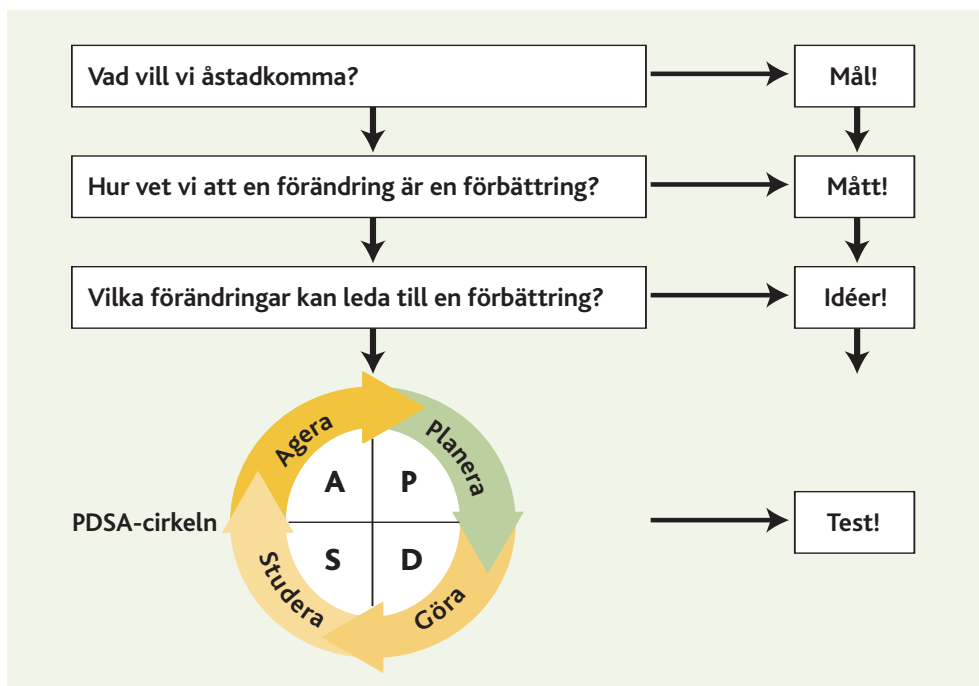 Vad vill vi åstadkomma?
Mål!
Hur vet vi att en förändring är en förbättring?
Mått!
Vilka förändringar kan leda till en förbättring?
Idéer!
Agera
Planera
A
P
PDSA-cirkeln
Test!
S
D
Studera
Göra